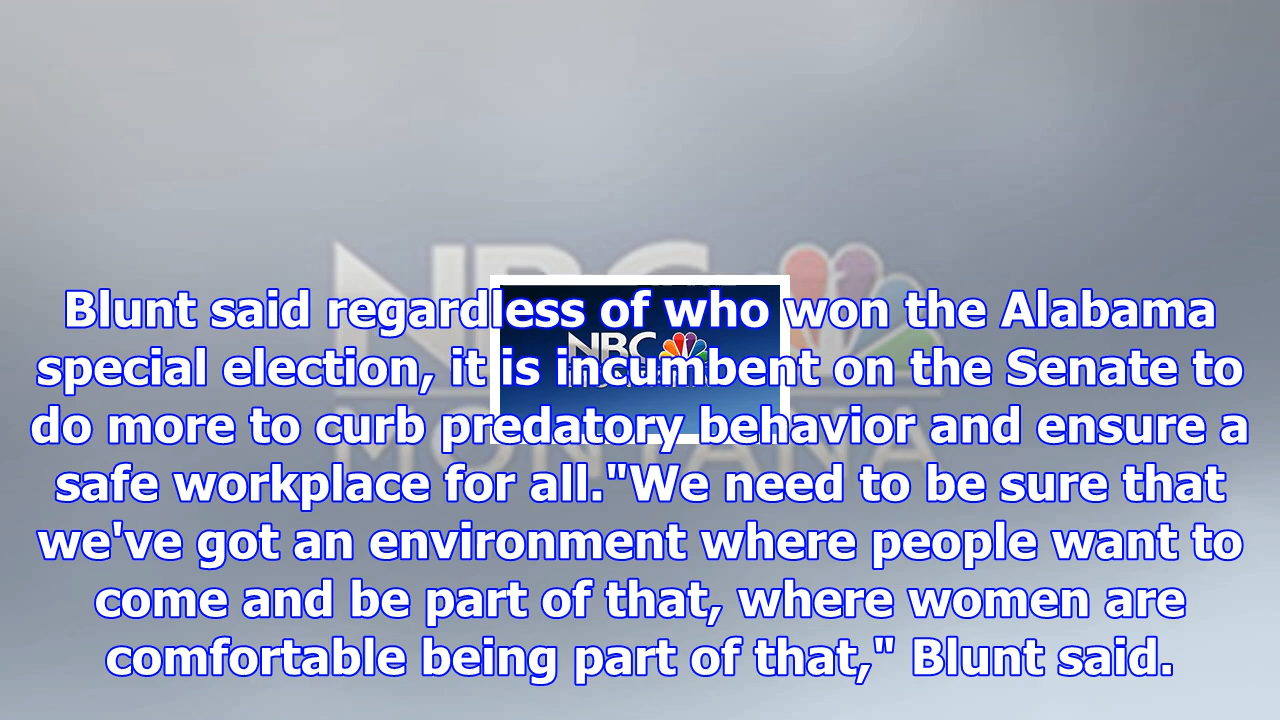 Blunt said regardless of who won the Alabama
special election, it is incumbent on the Senate to
do more to curb predatory behavior and ensure a
safe workplace for all."We need to be sure that
we've got an environment where people want to
come and be part of that, where women are
comfortable being part of that," Blunt said.
NBC
MONTANA
NBC